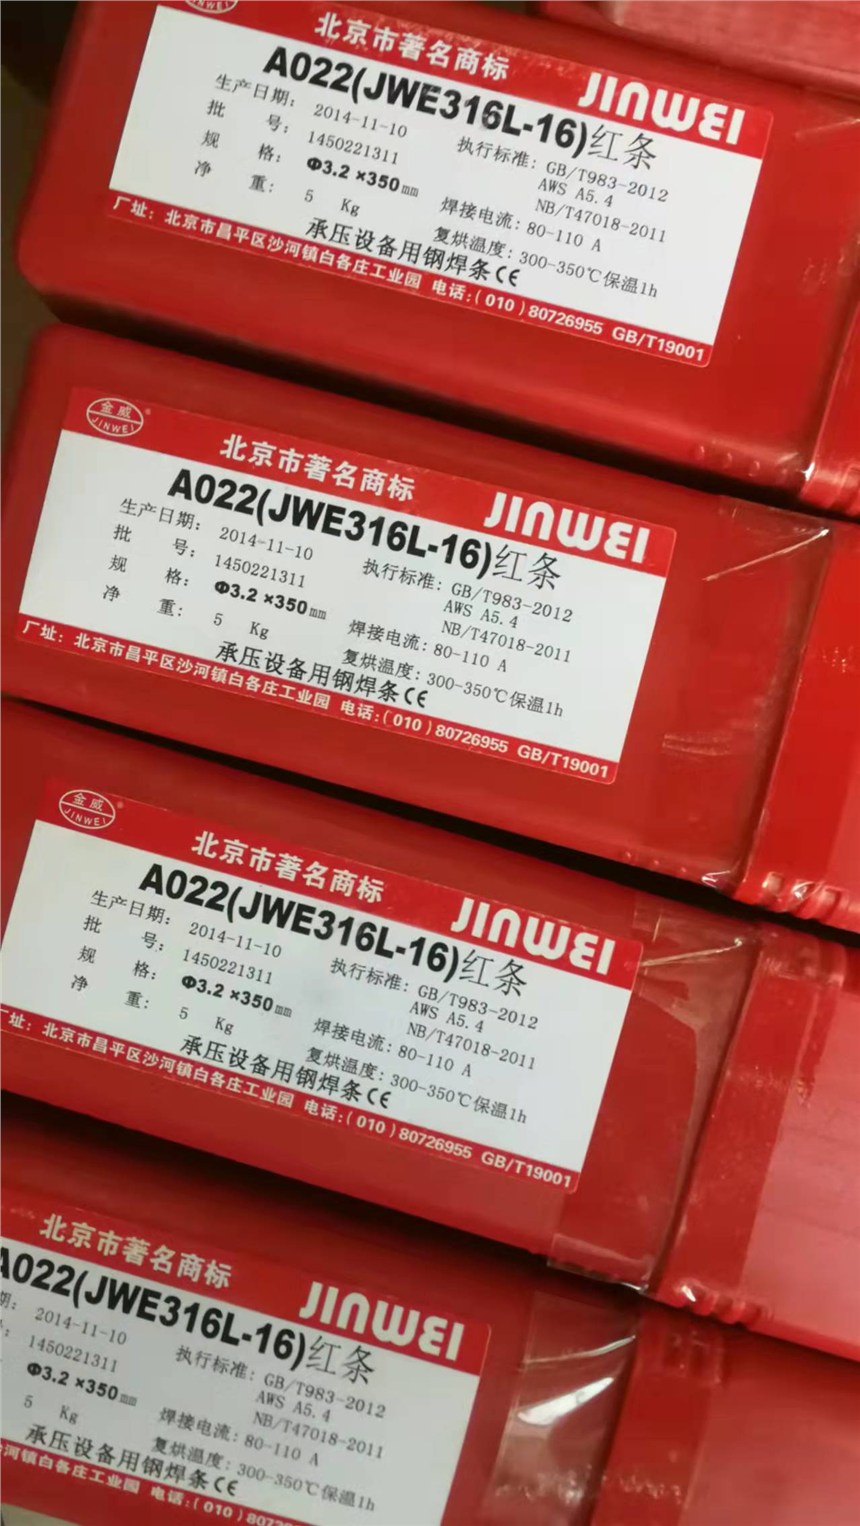 JINWEI
北京市著名商标
JINWEI
A022(JWE316L-16)红条
生产日期: 2014-11-10
执行标准: GB/T983-2012
批 号: 1450221311
AWS A5.4
规 格: Φ3.2 ×350mm
NB/T47018-2011
净 重: 5 Kg
焊接电流: 80-110 A
复烘温度: 300-350℃保温1h
承压设备用钢焊条CE
厂址: 北京市昌平区沙河镇白各庄工业园 电话:(010)80726955 GB/T19001
金威
JINWEI
北京市著名商标
JINWEI
A022(JWE316L-16)红条
生产日期: 2014-11-10
执行标准: GB/T983-2012
批 号: 1450221311
AWS A5.4
规 格: Φ3.2 ×350mm
NB/T47018-2011
净 重: 5 Kg
焊接电流: 80-110 A
复烘温度: 300-350℃保温1h
承压设备用钢焊条CE
厂址: 北京市昌平区沙河镇白各庄工业园 电话:(010)80726955 GB/T19001
金威
JINWEI
北京市著名商标
JINWEI
A022(JWE316L-16)红条
生产日期: 2014-11-10
执行标准: GB/T983-2012
批 号: 1450221311
AWS A5.4
规 格: Φ3.2 ×350mm
NB/T47018-2011
净 重: 5 Kg
焊接电流: 80-110 A
复烘温度: 300-350℃保温1h
承压设备用钢焊条CE
址: 北京市昌平区沙河镇白各庄工业园 电话:(010)80726955 GB/T19001
北京市著名商标
JINWEI
A022(JWE316L-16)红条
期: 2014-11-10
执行标准: GB/T983-2012
号: 1450221311
AWS A5.4
Φ3.2 ×350mm
NB/T47018-2011
5 Kg
焊接电流: 80-110 A
复烘温度: 300-350℃保温1h
承压设备用钢焊条CE
河镇白各庄工业园 电话:(010)8072